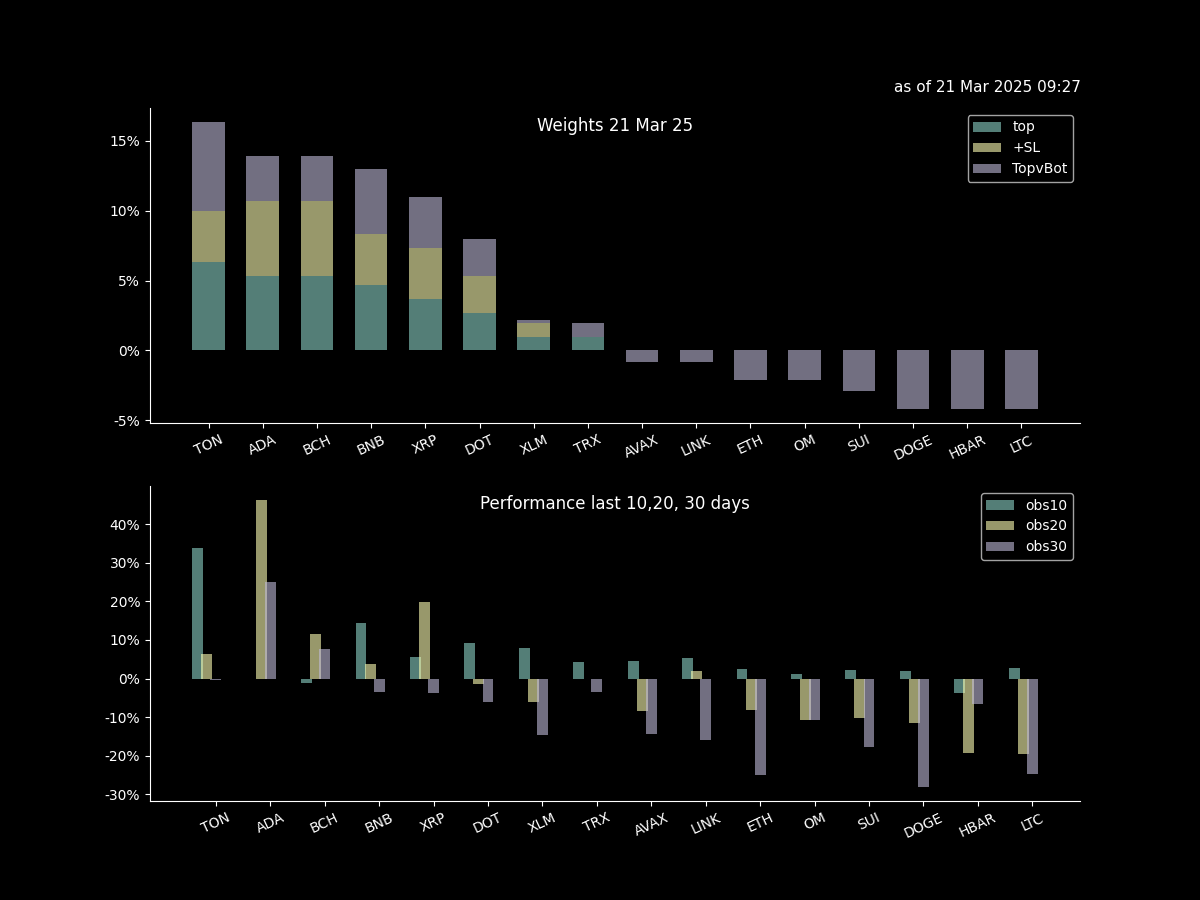 as of 21 Mar 2025 09:27
Weights 21 Mar 25
top
+SL
TopvBot
15%
10%
5%
0%
-5%
TON ADA BCH BNB XRP DOT XLM TRX AVAX LINK ETH OM SUI DOGE HBAR LTC
Performance last 10,20, 30 days
obs10
obs20
obs30
40%
30%
20%
10%
0%
-10%
-20%
-30%
TON ADA BCH BNB XRP DOT XLM TRX AVAX LINK ETH OM SUI DOGE HBAR LTC